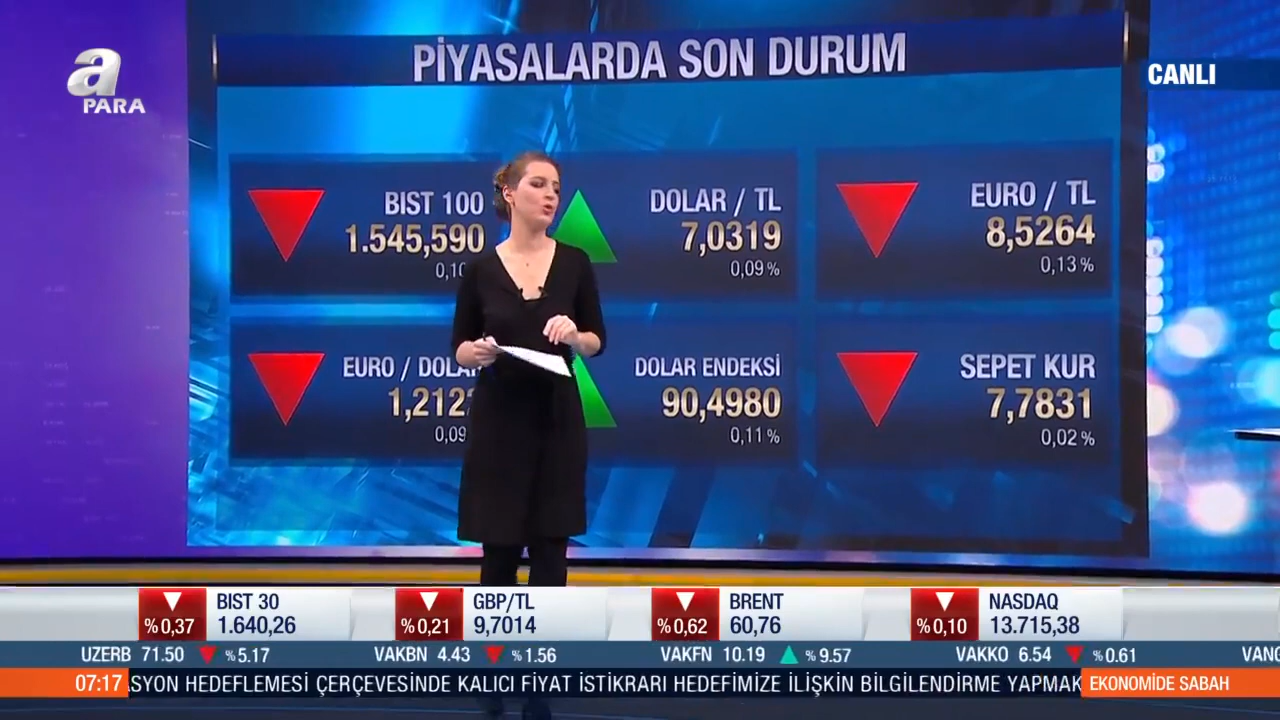 a
PARA
PİYASALARDA SON DURUM
CANLI
BIST 100
1.545,590
DOLAR / TL
7,0319
0,09 %
EURO / TL
8,5264
0,13 %
EURO /
DOLAR ENDEKSİ
90,4980
0,11 %
SEPET KUR
7,7831
0,02 %
% 0,37 BIST 30 1.640,26
% 0,21 GBP/TL 9,7014
% 0,62 BRENT 60,76
% 0,10 NASDAQ 13.715,38
UZERB 71.50 % 5.17 VAKBN 4.43 % 1.56 VAKFN 10.19 % 9.57 VAKKO 6.54 % 0.61
07:17 HEDEFLEMESİ ÇERÇEVESİNDE KALICI FİYAT İSTİKRARI HEDEFİMİZE İLİŞKİN BİLGİLENDİRME YAPMAK EKONOMİDE SABAH